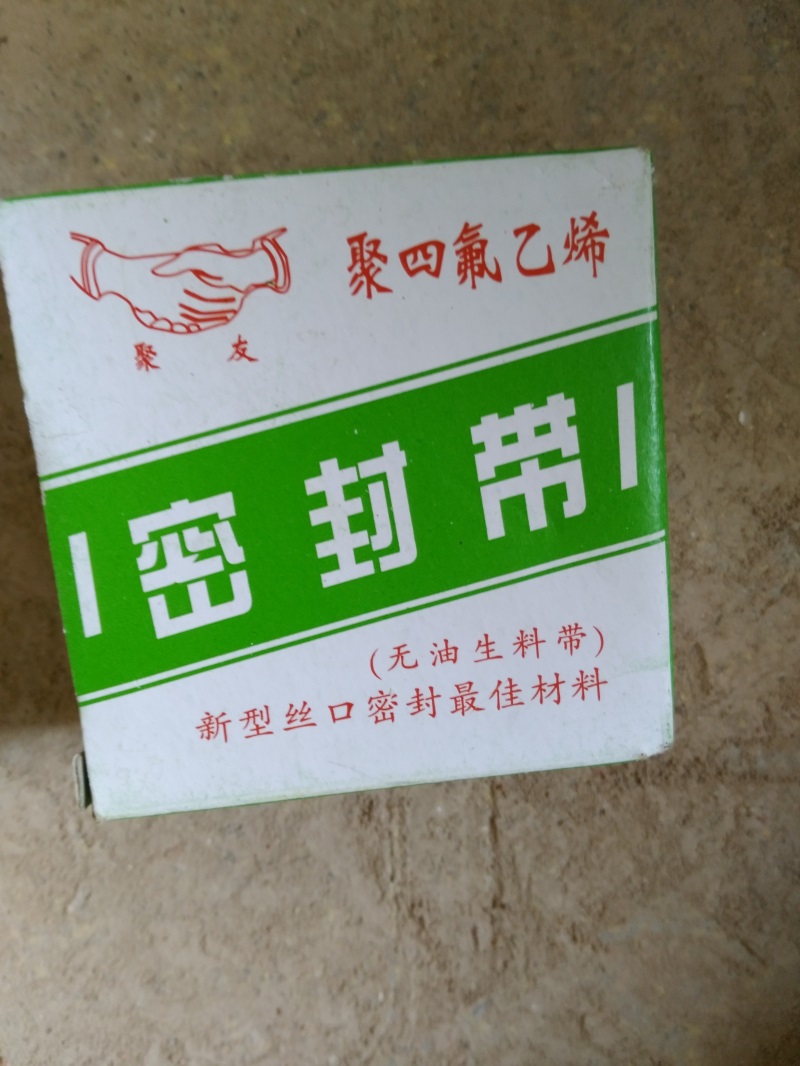 聚四氟乙烯
聚友
密封带
(无油生料带)
新型丝口密封最佳材料